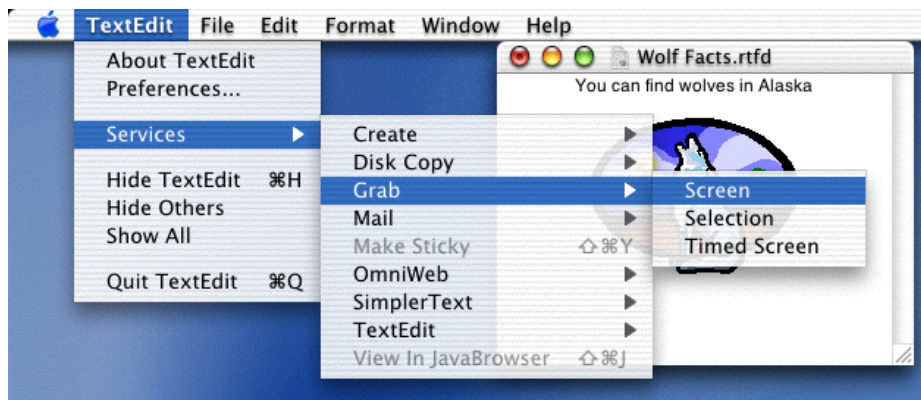 TextEdit File Edit Format Window Help
About TextEdit
Preferences...
Services
Hide TextEdit ⌘H
Hide Others
Show All
Quit TextEdit ⌘Q
Create
Disk Copy
Grab
Mail
Make Sticky ⇧⌘Y
OmniWeb
SimplerText
TextEdit
View In JavaBrowser ⇧⌘J
Screen
Selection
Timed Screen
Wolf Facts.rtfd
You can find wolves in Alaska